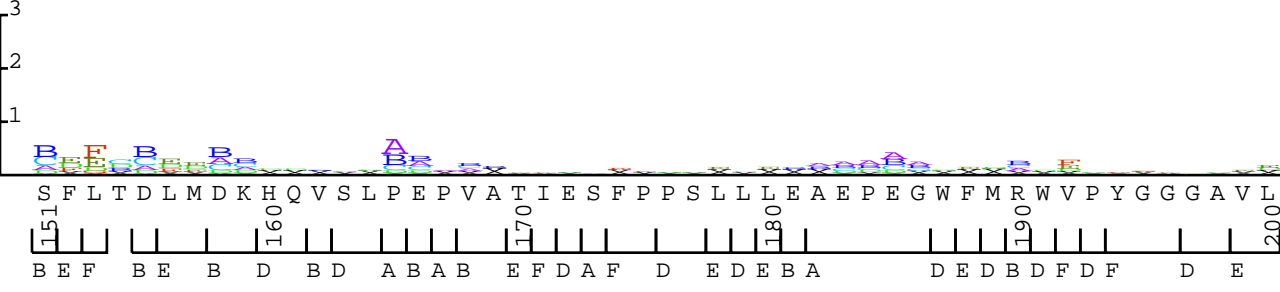 3
2
1
A
B F B B
S F L T D L M D K H Q V S L P E P V A T I E S F P P S L L L E A E P E G W F M R W V P Y G G G A V L
151 160 170 180 190 200
B E F B E B D B D A B A B E F D A F D E D E B A D E D B D F D F D E